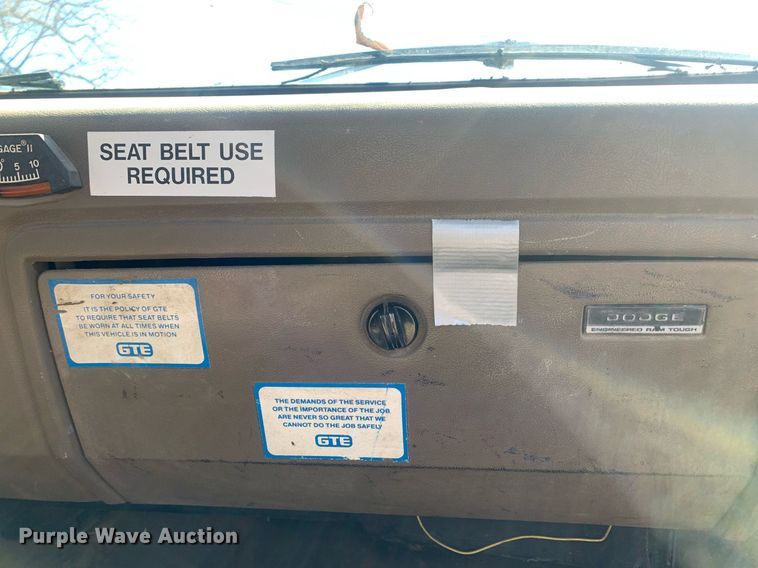 GAGE® II
5 10
SEAT BELT USE
REQUIRED
FOR YOUR SAFETY
IT IS THE POLICY OF GTE
TO REQUIRE THAT SEAT BELTS
BE WORN AT ALL TIMES WHEN
THIS VEHICLE IS IN MOTION
GTE
THE DEMANDS OF THE SERVICE
OR THE IMPORTANCE OF THE JOB
ARE NEVER SO GREAT THAT WE
CANNOT DO THE JOB SAFELY
GTE
DODGE
ENGINEERED RAM TOUGH
Purple Wave Auction